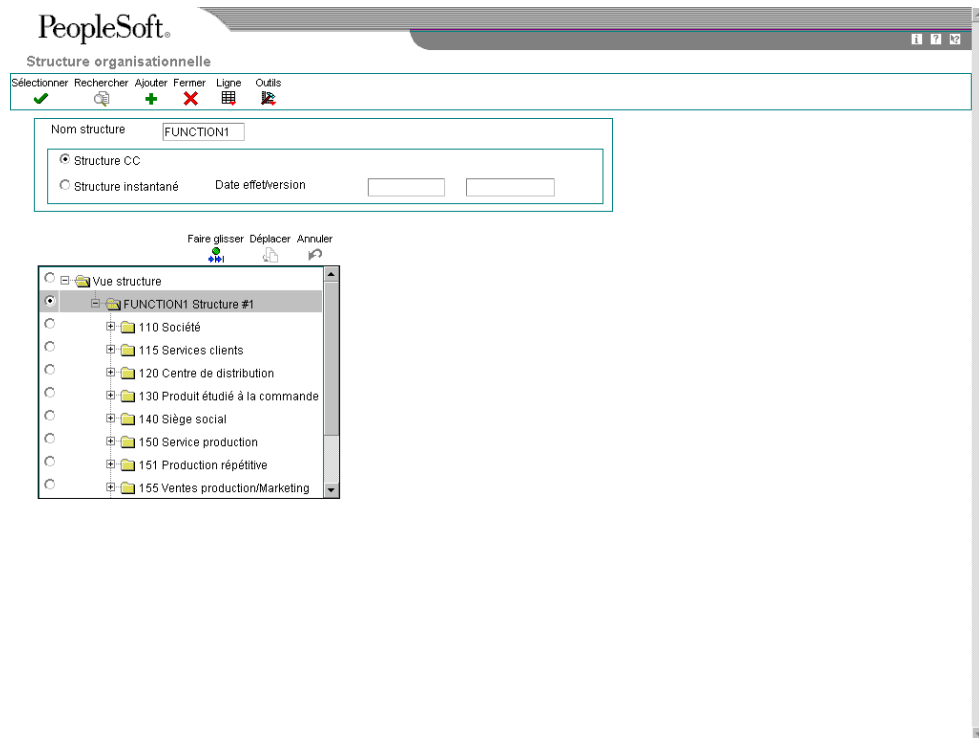 PeopleSoft®
Structure organisationnelle
Sélectionner Rechercher Ajouter Fermer Ligne Outils
Nom structure FUNCTION1
Structure CC
Structure instantané Date effet/version
Faire glisser Déplacer Annuler
Vue structure
FUNCTION1 Structure #1
110 Société
115 Services clients
120 Centre de distribution
130 Produit étudié à la commande
140 Siège social
150 Service production
151 Production répétitive
155 Ventes production/Marketing